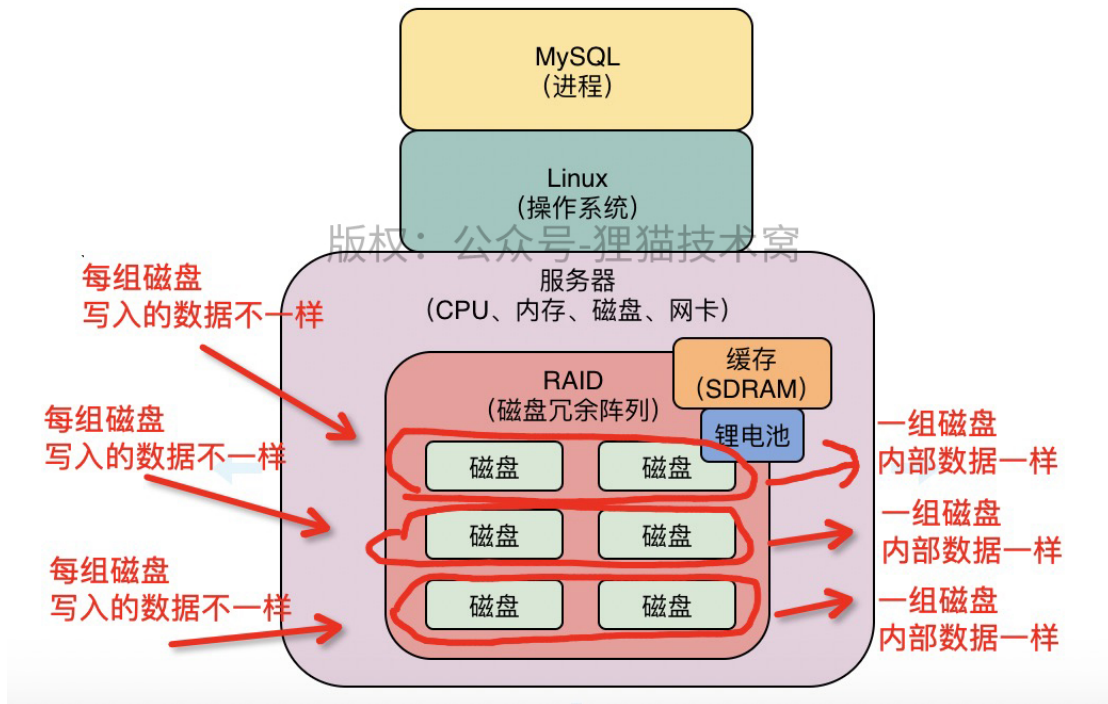 MySQL
（进程）
Linux
（操作系统）
版权：公众号-狸猫技术窝
服务器
（CPU、内存、磁盘、网卡）
每组磁盘
写入的数据不一样
缓存
（SDRAM）
RAID
（磁盘冗余阵列）
锂电池
每组磁盘
写入的数据不一样
一组磁盘
内部数据一样
磁盘 磁盘
一组磁盘
内部数据一样
磁盘 磁盘
每组磁盘
写入的数据不一样
一组磁盘
内部数据一样
磁盘 磁盘